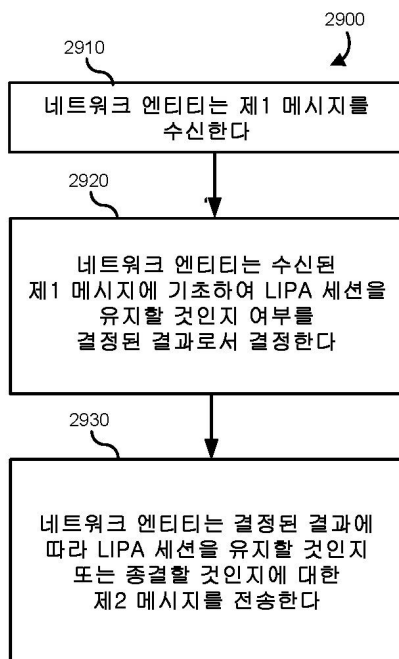 2900
2910
네트워크 엔티티는 제1 메시지를
수신한다
2920
네트워크 엔티티는 수신된
제1 메시지에 기초하여 LIPA 세션을
유지할 것인지 여부를
결정된 결과로서 결정한다
2930
네트워크 엔티티는 결정된 결과에
따라 LIPA 세션을 유지할 것인지
또는 종결할 것인지에 대한
제2 메시지를 전송한다